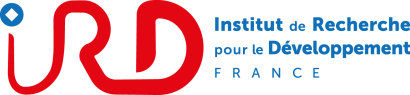 iRD
Institut de Recherche
pour le Développement
FRANCE